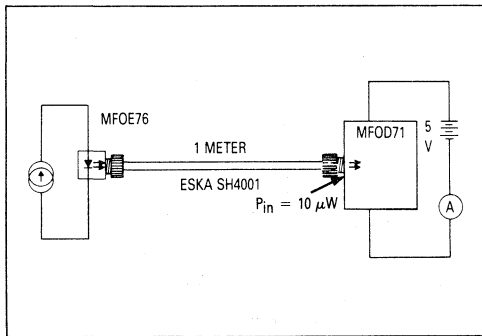 MFOE76
1 METER
ESKA SH4001
MFOD71
5
V
A
Pin = 10 μW